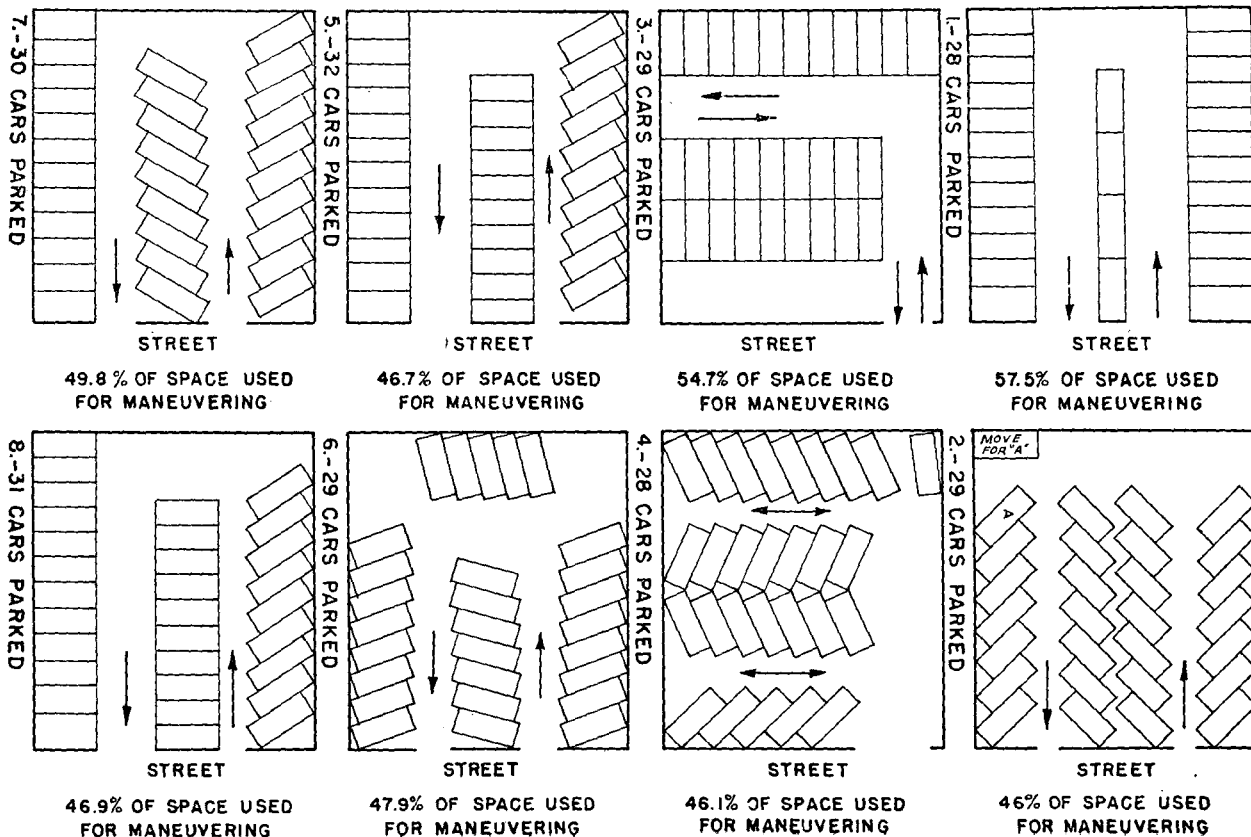 7.-30 CARS PARKED
5.-32 CARS PARKED
3.-29 CARS PARKED
1.-28 CARS PARKED
STREET
STREET
STREET
STREET
49.8% OF SPACE USED
FOR MANEUVERING
46.7% OF SPACE USED
FOR MANEUVERING
54.7% OF SPACE USED
FOR MANEUVERING
57.5% OF SPACE USED
FOR MANEUVERING
8.-31 CARS PARKED
6.-29 CARS PARKED
4.-28 CARS PARKED
2.-29 CARS PARKED
MOVE
FOR "A"
A
STREET
STREET
STREET
STREET
46.9% OF SPACE USED
FOR MANEUVERING
47.9% OF SPACE USED
FOR MANEUVERING
46.1% OF SPACE USED
FOR MANEUVERING
46% OF SPACE USED
FOR MANEUVERING